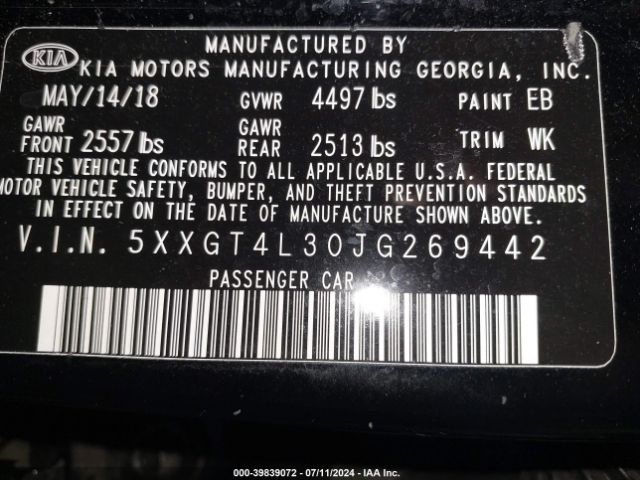 MANUFACTURED BY
KIA KIA MOTORS MANUFACTURING GEORGIA, INC.
MAY/14/18 GVWR 4497 lbs PAINT EB
GAWR FRONT 2557 lbs GAWR REAR 2513 lbs TRIM WK
THIS VEHICLE CONFORMS TO ALL APPLICABLE U.S.A. FEDERAL
MOTOR VEHICLE SAFETY, BUMPER, AND THEFT PREVENTION STANDARDS
IN EFFECT ON THE DATE OF MANUFACTURE SHOWN ABOVE.
V.I.N. 5XXGT4L30JG269442
PASSENGER CAR
000-39839072 - 07/11/2024 - IAA Inc.